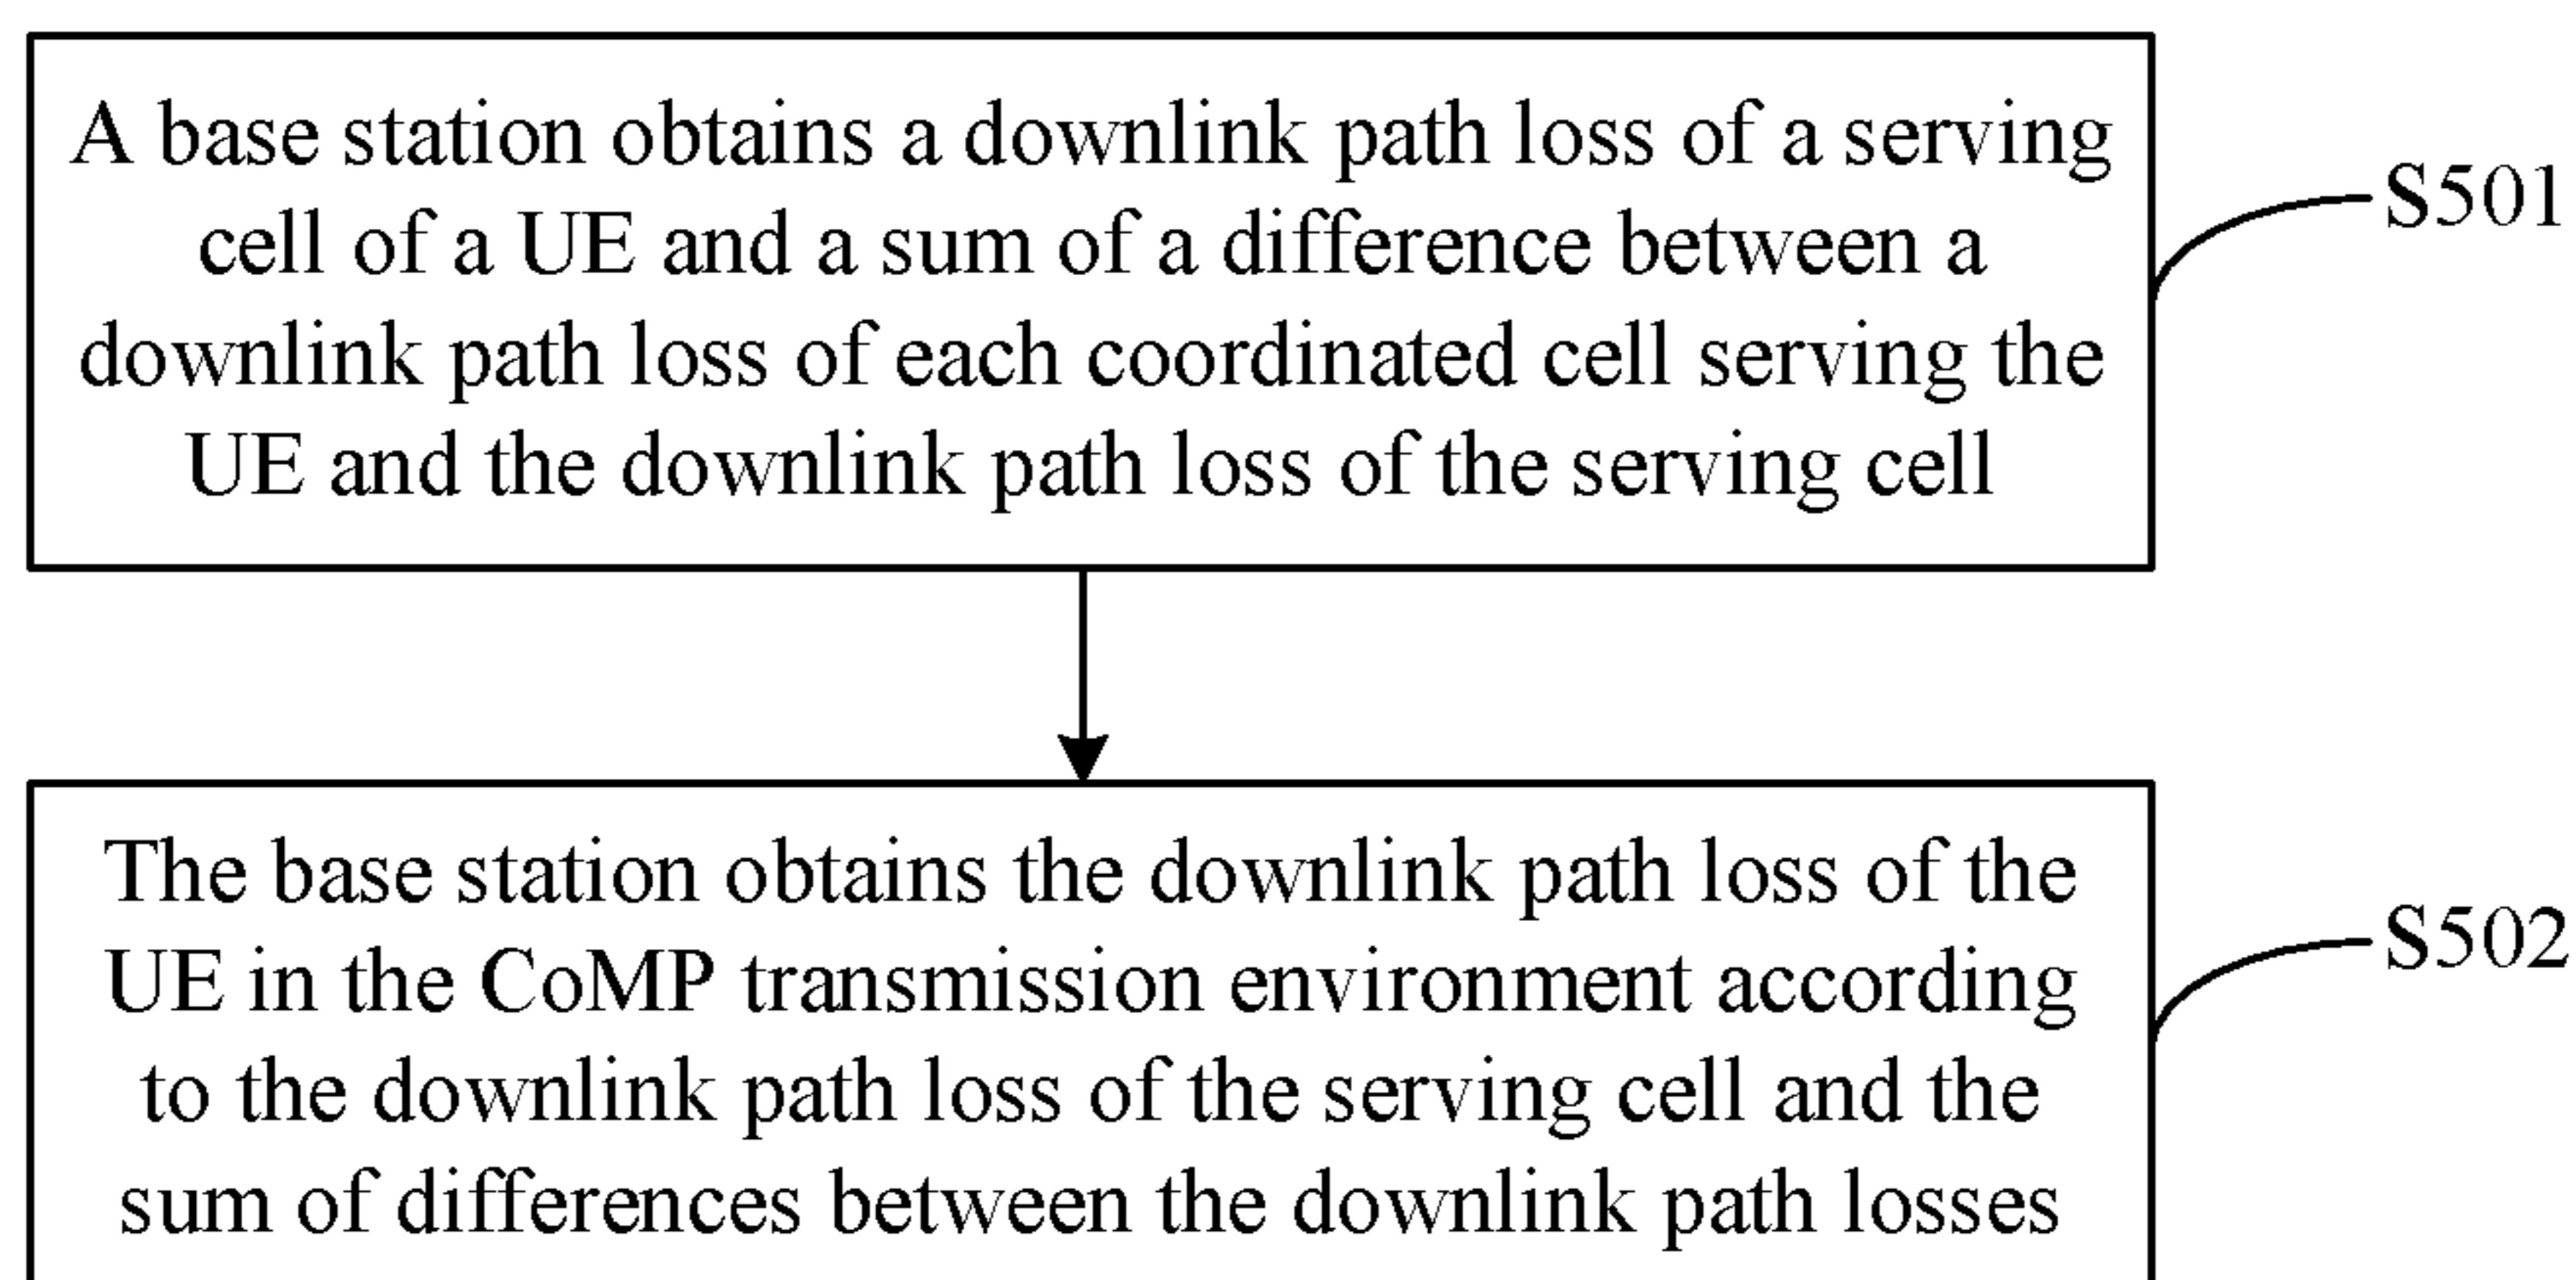 A base station obtains a downlink path loss of a serving
cell of a UE and a sum of a difference between a
downlink path loss of each coordinated cell serving the
UE and the downlink path loss of the serving cell
S501
The base station obtains the downlink path loss of the
UE in the CoMP transmission environment according
to the downlink path loss of the serving cell and the
sum of differences between the downlink path losses
S502